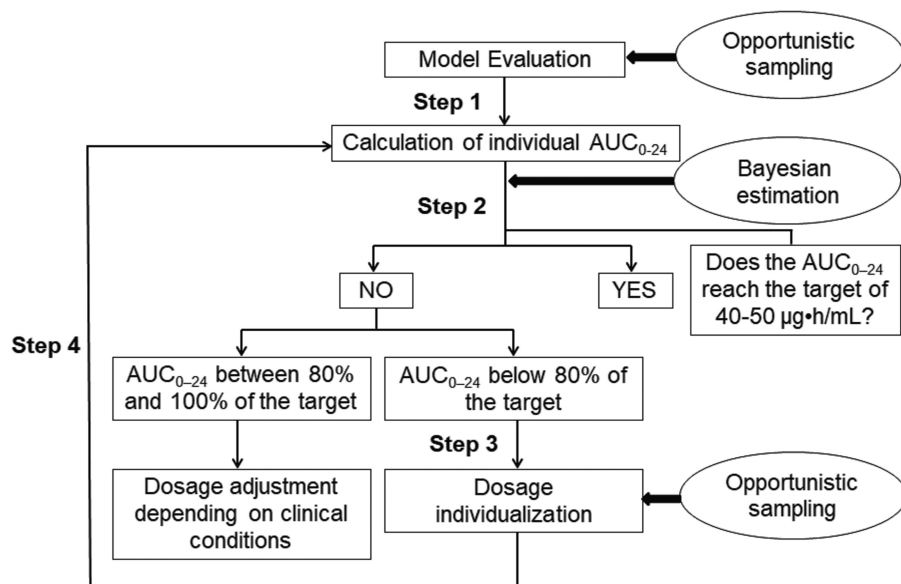 Opportunistic
sampling
Model Evaluation
Step 1
Calculation of individual AUC₀₋₂₄
Bayesian
estimation
Step 2
NO
YES
Does the AUC₀₋₂₄
reach the target of
40-50 µg•h/mL?
Step 4
AUC₀₋₂₄ between 80%
and 100% of the target
AUC₀₋₂₄ below 80% of
the target
Step 3
Dosage adjustment
depending on clinical
conditions
Dosage
individualization
Opportunistic
sampling